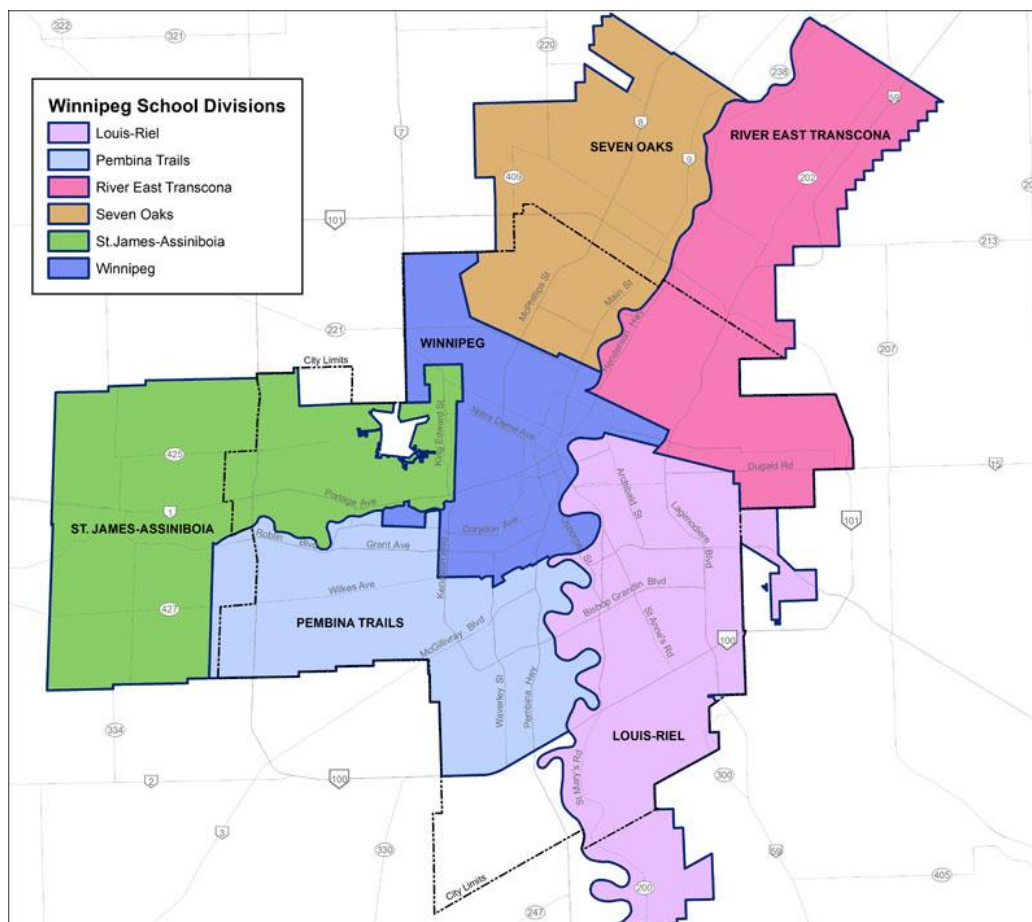 Winnipeg School Divisions
Louis-Riel
Pembina Trails
River East Transcona
Seven Oaks
St.James-Assiniboia
Winnipeg
322
321
220
238
59
8
7
SEVEN OAKS
RIVER EAST TRANSCONA
9
409
202
20
101
213
McPhillips St
Main St
Henderson Hwy
221
WINNIPEG
207
City Limits
King Edward St
Notre Dame Ave
425
Dugald Rd
15
Portage Ave
Archibald St
1
Lagimodiere Blvd
101
ST. JAMES-ASSINIBOIA
Roblin Blvd
Corydon Ave
Grant Ave
Wilkes Ave
Bishop Grandin Blvd
427
St Anne's Rd
PEMBINA TRAILS
McGillivray Blvd
100
Waverley St
Pembina Hwy
334
LOUIS-RIEL
St Mary's Rd
2
100
300
3
330
59
City Limits
200
405
247